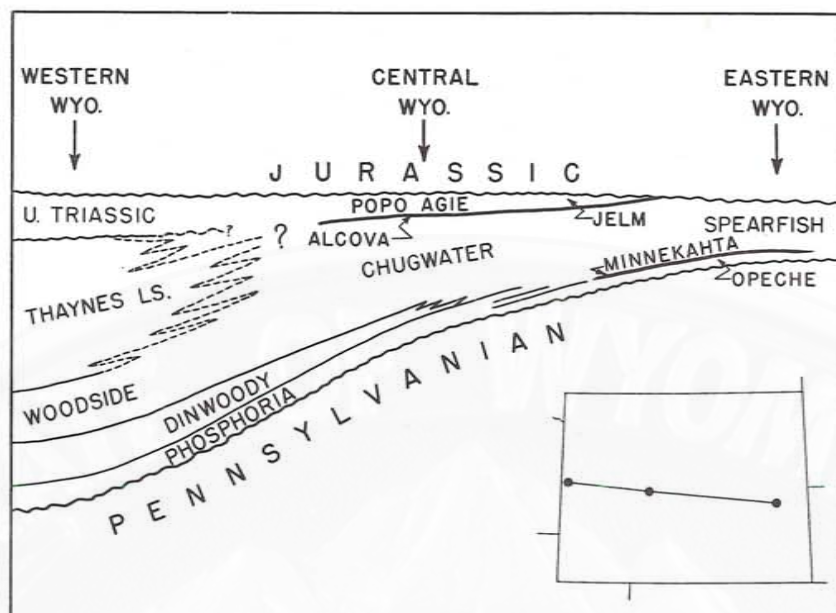 WESTERN
WYO.
CENTRAL
WYO.
EASTERN
WYO.
JURASSIC
U. TRIASSIC
?
?
POPO AGIE
ALCOVA
JELM
SPEARFISH
CHUGWATER
MINNEKAHTA
OPECHE
THAYNES LS.
WOODSIDE
DINWOODY
PHOSPHORIA
PENNSYLVANIAN